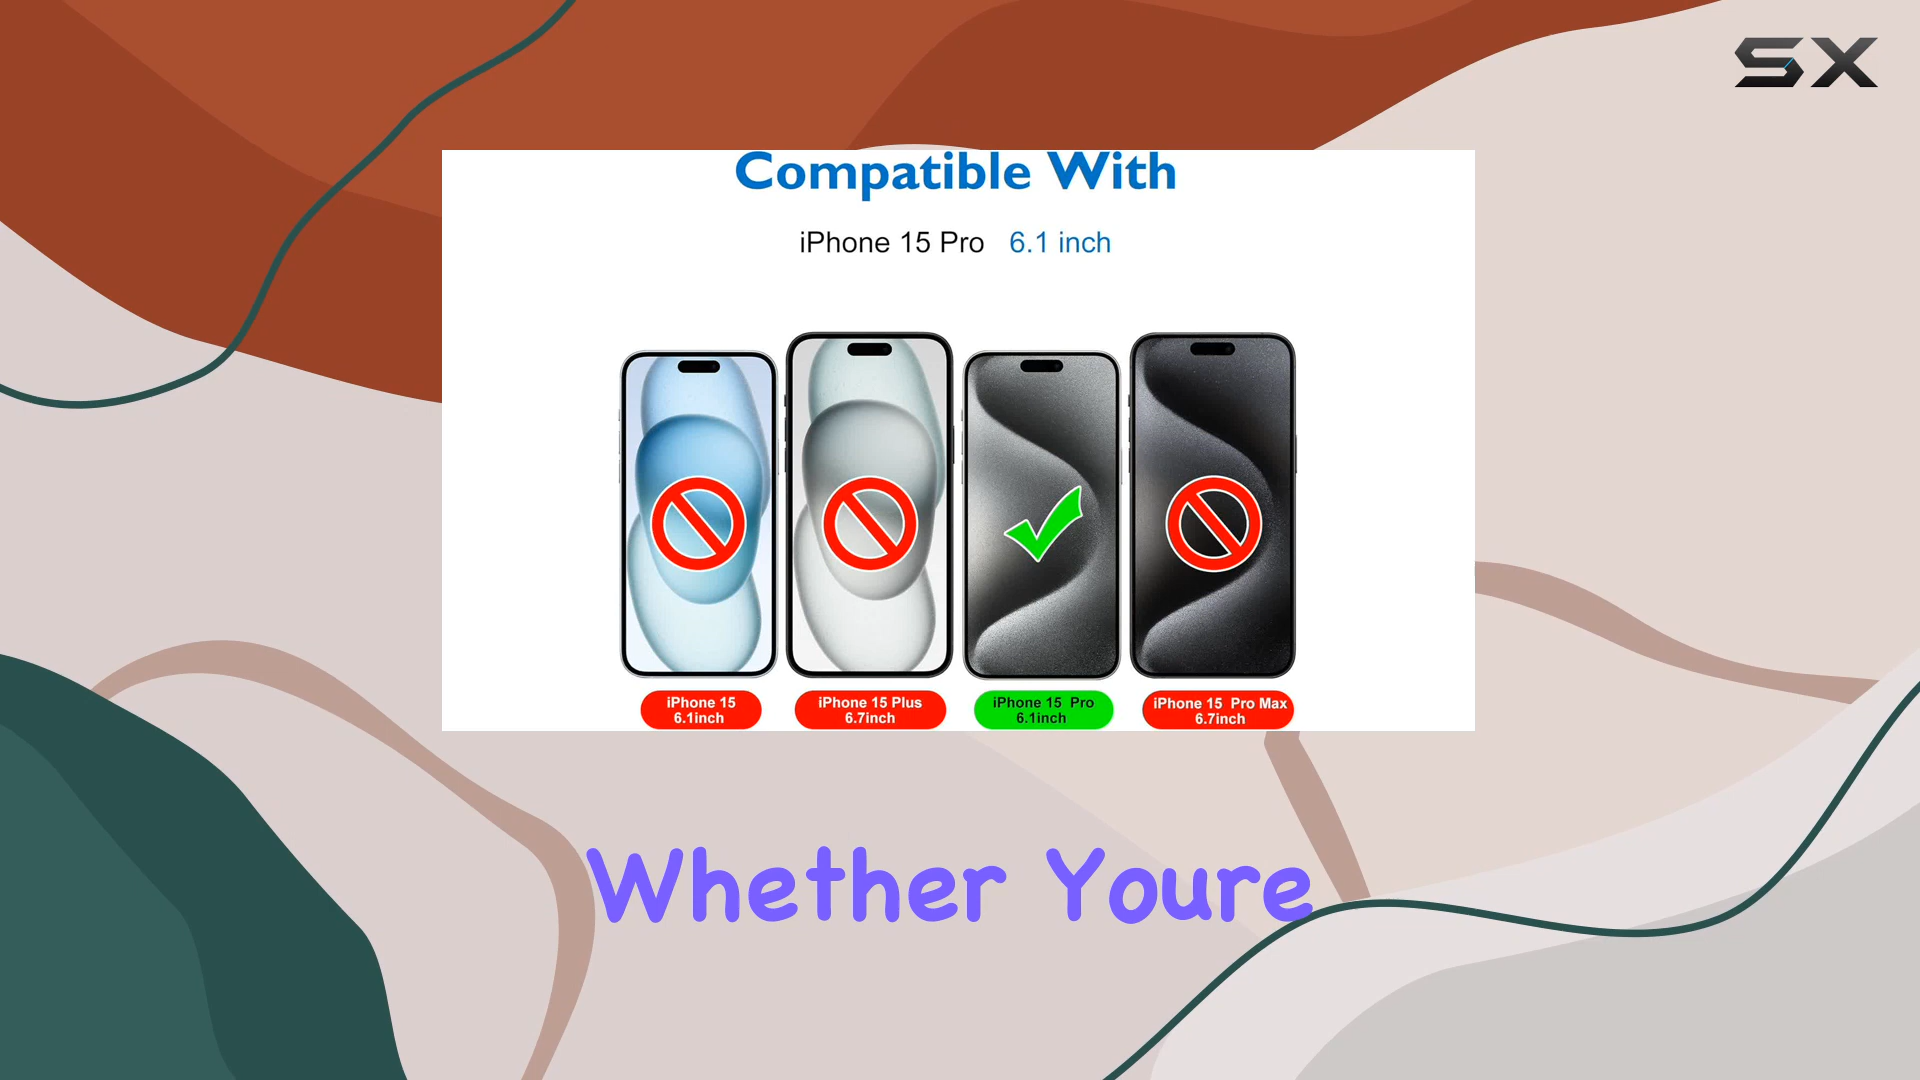 SX
Compatible With
iPhone 15 Pro 6.1 inch
iPhone 15
6.1inch
iPhone 15 Plus
6.7inch
iPhone 15 Pro
6.1inch
iPhone 15 Pro Max
6.7inch
Whether Youre